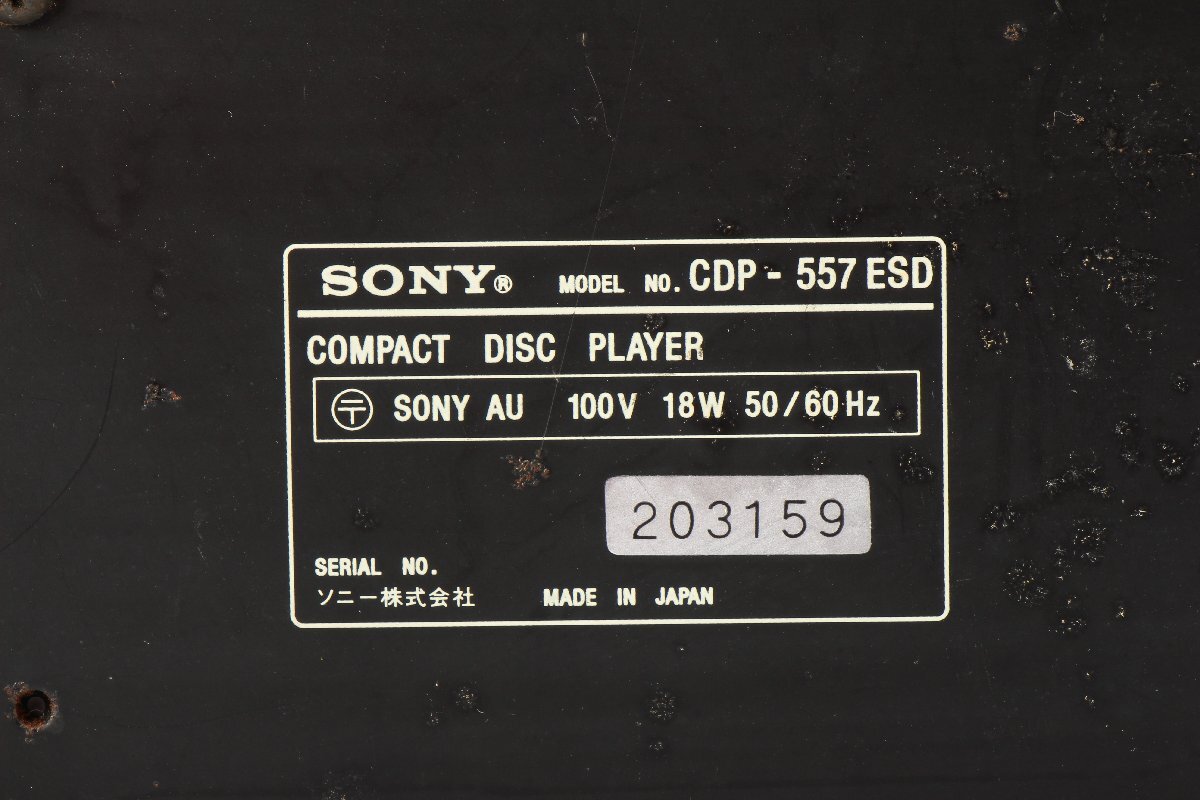 SONY® MODEL NO. CDP - 557 ESD
COMPACT DISC PLAYER
〒 SONY AU 100V 18W 50/60Hz
203159
SERIAL NO.
ソニー株式会社 MADE IN JAPAN